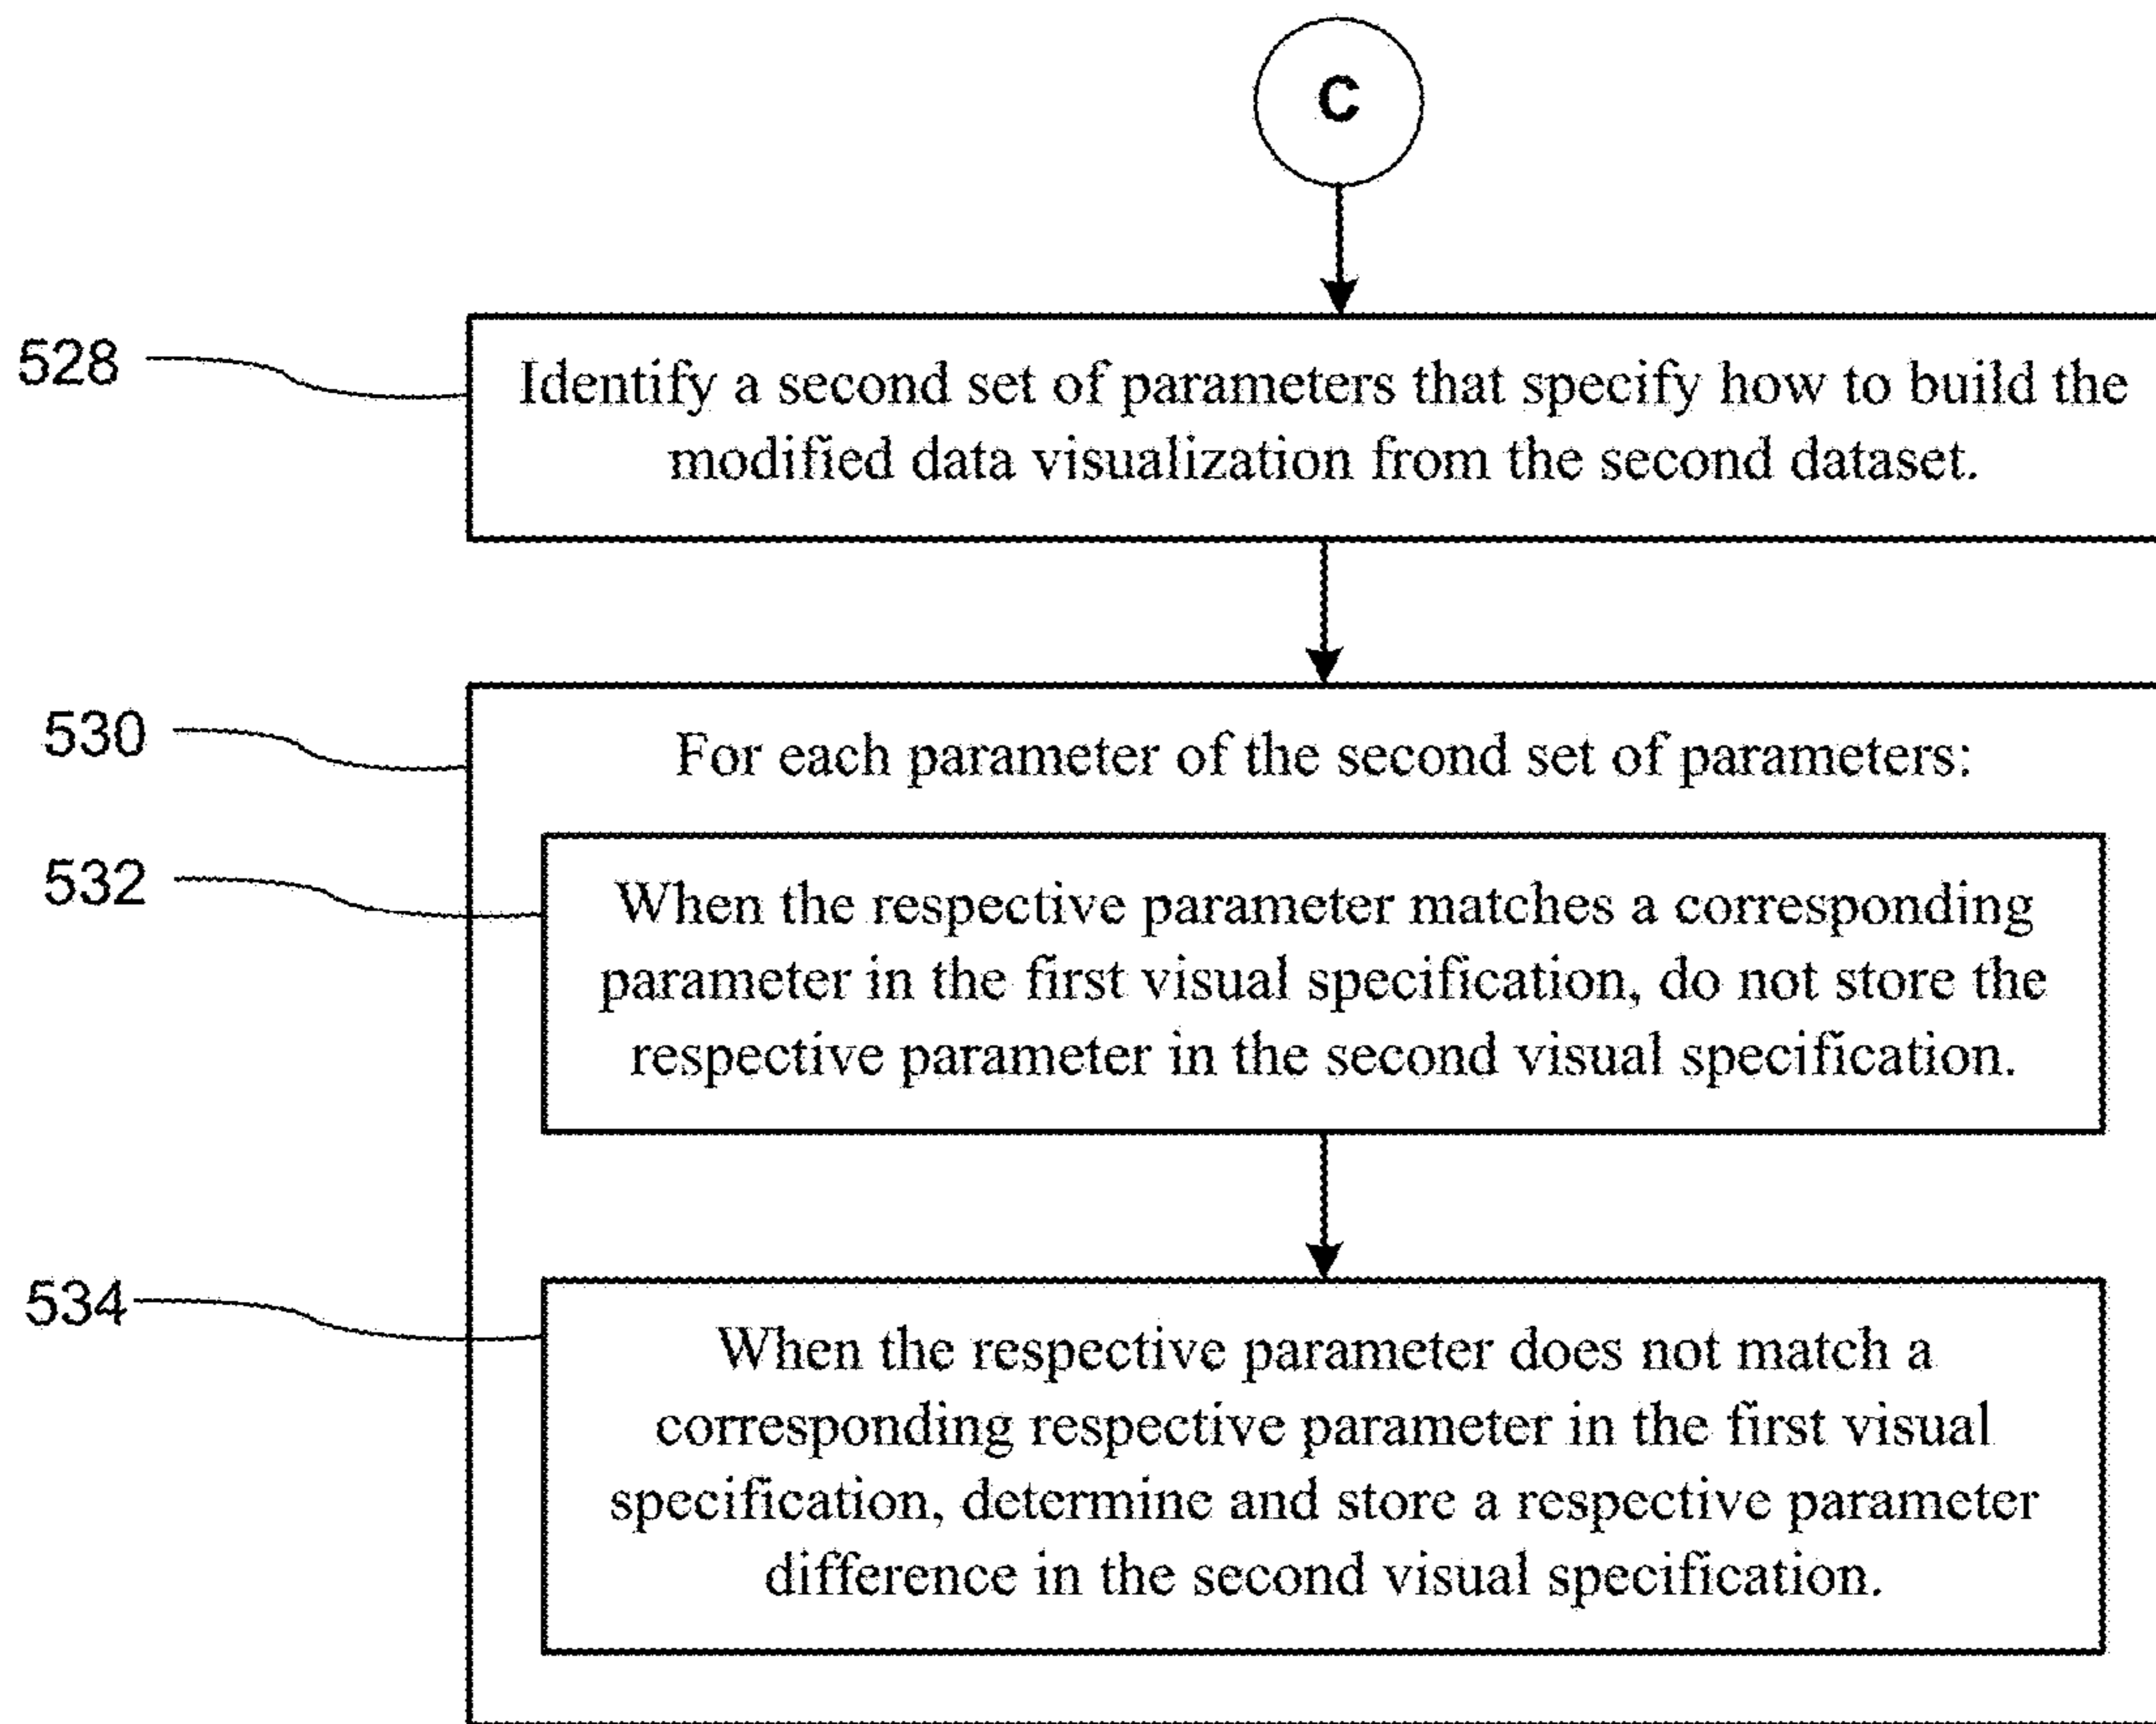 C
528
Identify a second set of parameters that specify how to build the
modified data visualization from the second dataset.
530
For each parameter of the second set of parameters:
532
When the respective parameter matches a corresponding
parameter in the first visual specification, do not store the
respective parameter in the second visual specification.
534
When the respective parameter does not match a
corresponding respective parameter in the first visual
specification, determine and store a respective parameter
difference in the second visual specification.